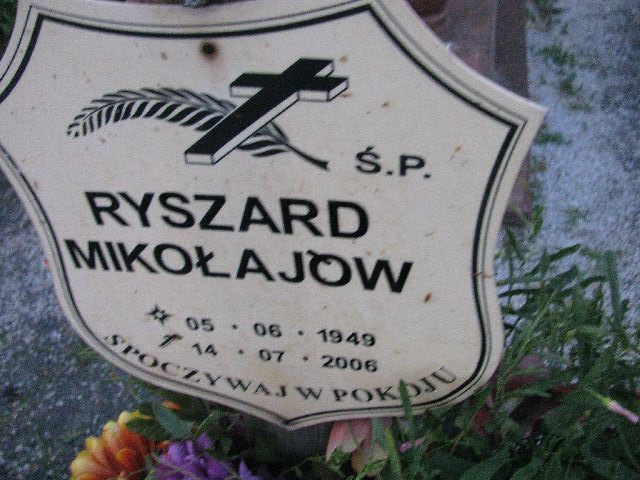 Ś.P.
RYSZARD
MIKOŁAJÓW
05 · 06 · 1949
14 · 07 · 2006
SPOCZYWAJ W POKOJU